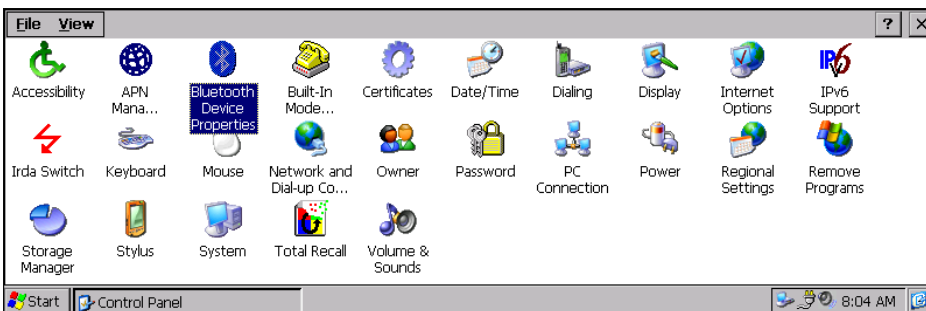 File View ? ×
Accessibility
APN
Mana...
Bluetooth
Device
Properties
Built-In
Mode...
Certificates
Date/Time
Dialing
Display
Internet
Options
IPv6
IPv6
Support
Irda Switch
Keyboard
Mouse
Network and
Dial-up Co...
Owner
Password
PC
Connection
Power
Regional
Settings
Remove
Programs
Storage
Manager
Stylus
System
Total Recall
Volume &
Sounds
Start Control Panel 8:04 AM